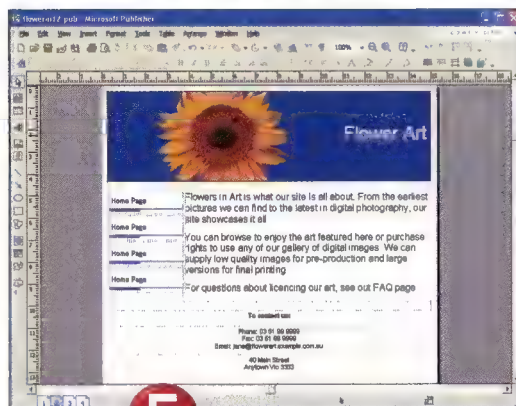 flowerart2.pub - Microsoft Publisher
File Edit View Insert Format Tools Table Arrange Window Help
100%
Flower Art
Home Page
Home Page
Home Page
Home Page
Flowers in Art is what our site is all about. From the earliest
pictures we can find to the latest in digital photography, our
site showcases it all
You can browse to enjoy the art featured here or purchase
rights to use any of our gallery of digital images We can
supply low quality images for pre-production and large
versions for final printing
For questions about licencing our art, see out FAQ page
To contact us:
Phone: 03 91 99 9999
Fax: 03 61 99 9999
Email: jane@flowerart.example.com.au
40 Main Street
Anytown Vic 3333
5